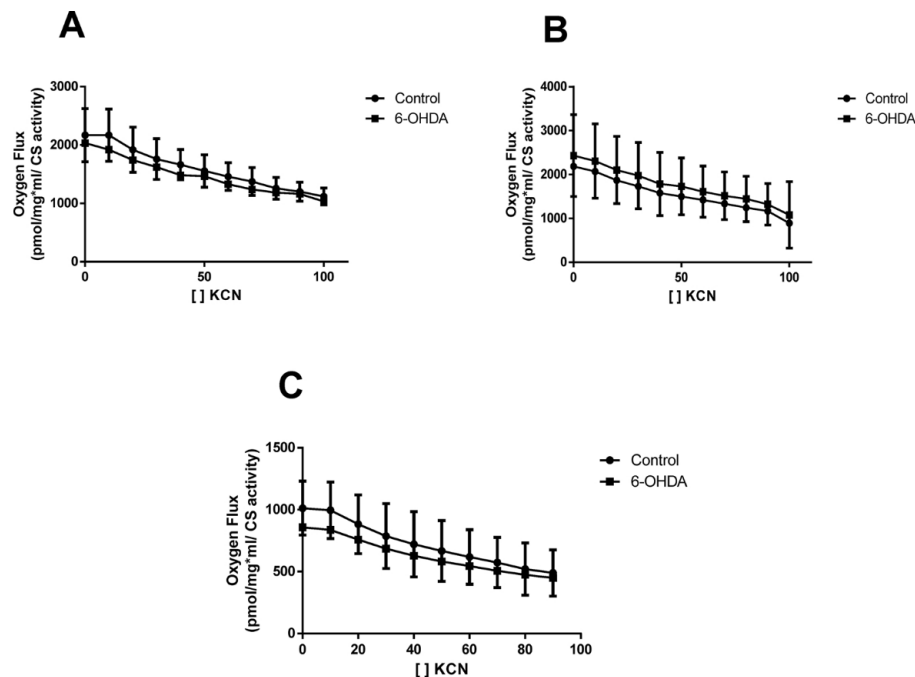 A
3000
2000
1000
0
0
50
100
Oxygen Flux
(pmol/mg*ml/ CS activity)
[ ] KCN
Control
6-OHDA
B
4000
3000
2000
1000
0
0
50
100
Oxygen Flux
(pmol/mg*ml/ CS activity)
[ ] KCN
Control
6-OHDA
C
1500
1000
500
0
0
20
40
60
80
100
Oxygen Flux
(pmol/mg*ml/ CS activity)
[ ] KCN
Control
6-OHDA